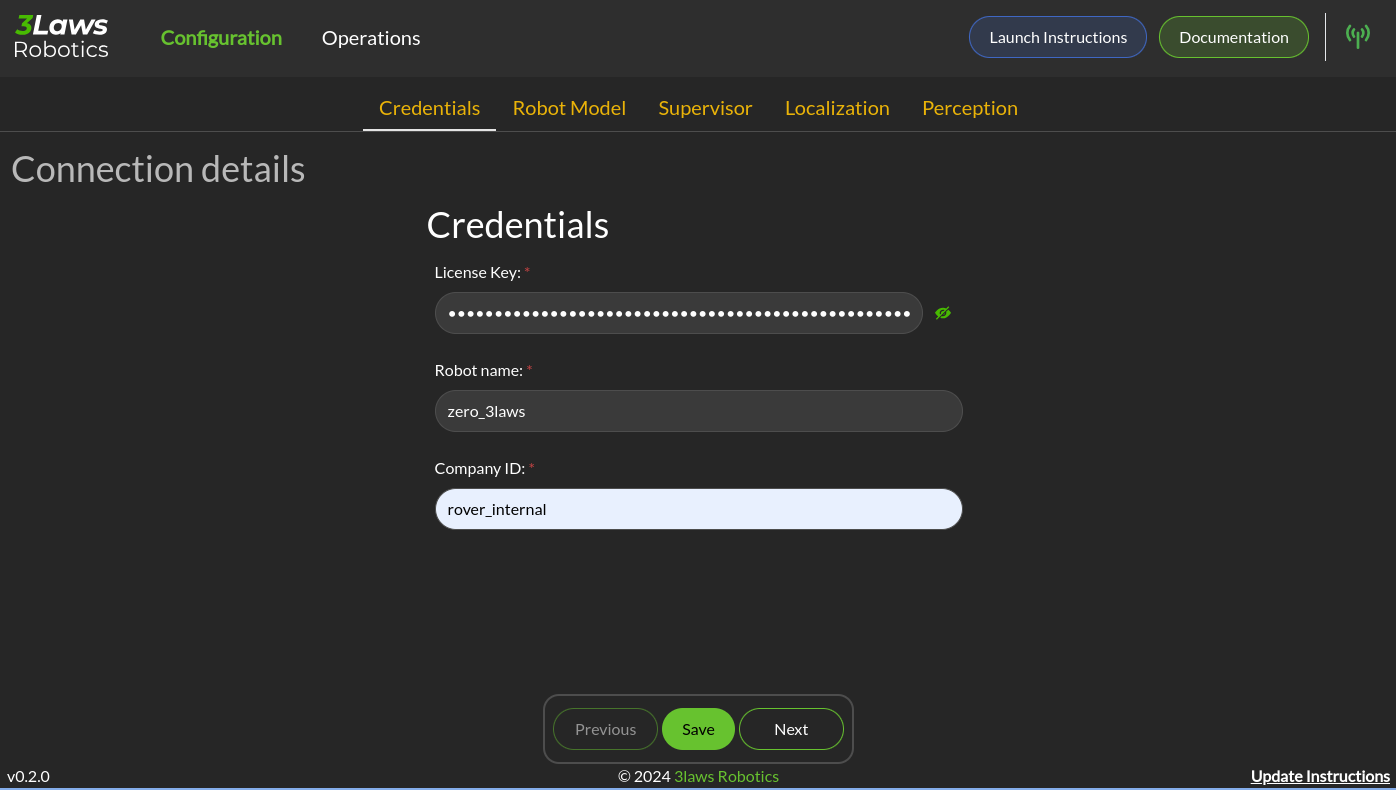 3Laws
Robotics
Configuration
Operations
Launch Instructions
Documentation
Credentials
Robot Model
Supervisor
Localization
Perception
Connection details
Credentials
License Key: *
Robot name: *
zero_3laws
Company ID: *
rover_internal
Previous
Save
Next
v0.2.0
© 2024 3laws Robotics
Update Instructions